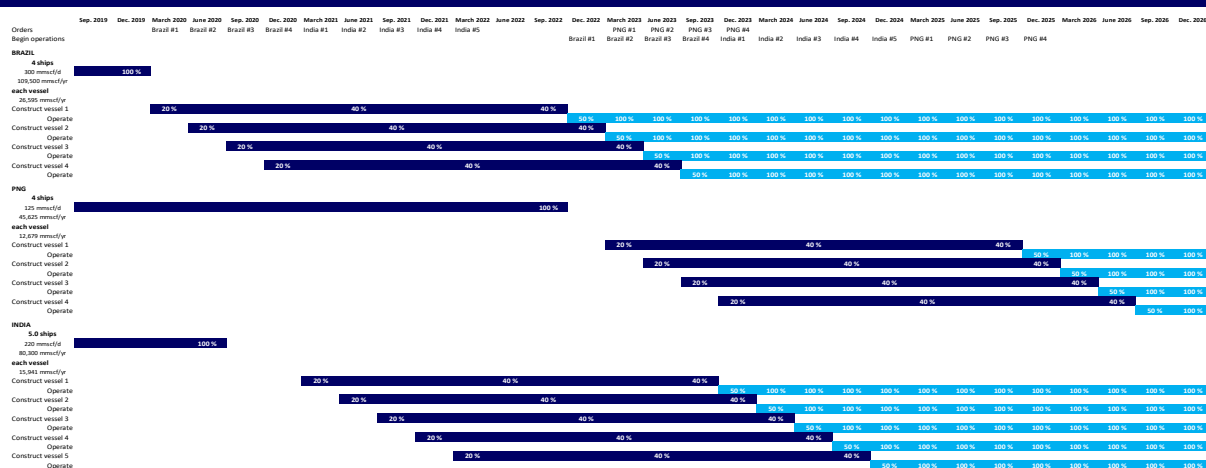 Sep. 2019 Dec. 2019 March 2020 June 2020 Sep. 2020 Dec. 2020 March 2021 June 2021 Sep. 2021 Dec. 2021 March 2022 June 2022 Sep. 2022 Dec. 2022 March 2023 June 2023 Sep. 2023 Dec. 2023 March 2024 June 2024 Sep. 2024 Dec. 2024 March 2025 June 2025 Sep. 2025 Dec. 2025 March 2026 June 2026 Sep. 2026 Dec. 2026
Orders Brazil #1 Brazil #2 Brazil #3 Brazil #4 India #1 India #2 India #3 India #4 India #5 PNG #1 PNG #2 PNG #3 PNG #4
Begin operations Brazil #1 Brazil #2 Brazil #3 Brazil #4 India #1 India #2 India #3 India #4 India #5 PNG #1 PNG #2 PNG #3 PNG #4
BRAZIL
4 ships
300 mmscf/d 100 %
109,500 mmscf/yr
each vessel
26,595 mmscf/yr
Construct vessel 1 20 % 40 % 40 %
Operate 50 % 100 % 100 % 100 % 100 % 100 % 100 % 100 % 100 % 100 % 100 % 100 % 100 % 100 % 100 % 100 % 100 %
Construct vessel 2 20 % 40 % 40 %
Operate 50 % 100 % 100 % 100 % 100 % 100 % 100 % 100 % 100 % 100 % 100 % 100 % 100 % 100 % 100 % 100 %
Construct vessel 3 20 % 40 % 40 %
Operate 50 % 100 % 100 % 100 % 100 % 100 % 100 % 100 % 100 % 100 % 100 % 100 % 100 % 100 % 100 %
Construct vessel 4 20 % 40 % 40 %
Operate 50 % 100 % 100 % 100 % 100 % 100 % 100 % 100 % 100 % 100 % 100 % 100 % 100 % 100 %
PNG
4 ships
125 mmscf/d 100 %
45,625 mmscf/yr
each vessel
12,679 mmscf/yr
Construct vessel 1 20 % 40 % 40 %
Operate 50 % 100 % 100 % 100 % 100 %
Construct vessel 2 20 % 40 % 40 %
Operate 50 % 100 % 100 % 100 %
Construct vessel 3 20 % 40 % 40 %
Operate 50 % 100 % 100 %
Construct vessel 4 20 % 40 % 40 %
Operate 50 % 100 %
INDIA
5.0 ships
220 mmscf/d 100 %
80,300 mmscf/yr
each vessel
15,941 mmscf/yr
Construct vessel 1 20 % 40 % 40 %
Operate 50 % 100 % 100 % 100 % 100 % 100 % 100 % 100 % 100 % 100 % 100 % 100 % 100 %
Construct vessel 2 20 % 40 % 40 %
Operate 50 % 100 % 100 % 100 % 100 % 100 % 100 % 100 % 100 % 100 % 100 % 100 %
Construct vessel 3 20 % 40 % 40 %
Operate 50 % 100 % 100 % 100 % 100 % 100 % 100 % 100 % 100 % 100 % 100 %
Construct vessel 4 20 % 40 % 40 %
Operate 50 % 100 % 100 % 100 % 100 % 100 % 100 % 100 % 100 % 100 %
Construct vessel 5 20 % 40 % 40 %
Operate 50 % 100 % 100 % 100 % 100 % 100 % 100 % 100 % 100 %